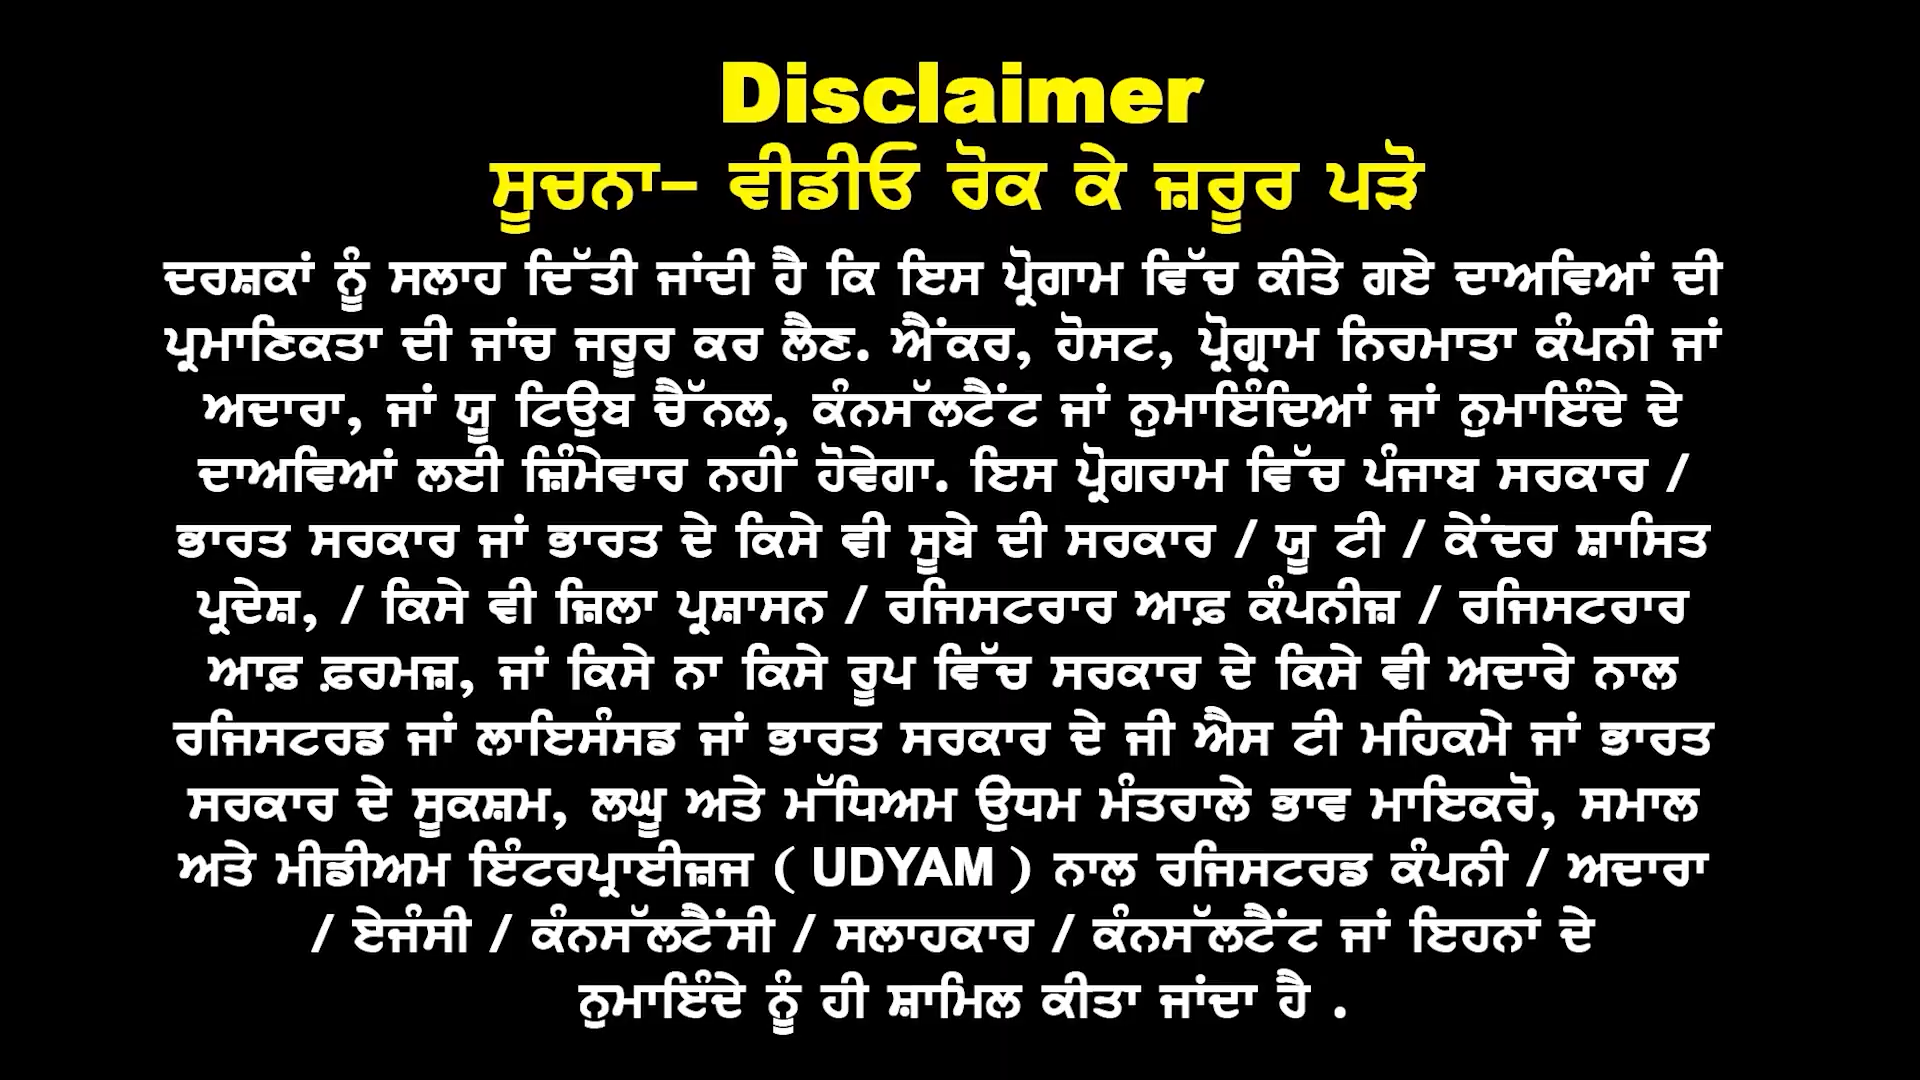 Disclaimer
ਸੂਚਨਾ- ਵੀਡੀਓ ਰੋਕ ਕੇ ਜ਼ਰੂਰ ਪੜੋ
ਦਰਸ਼ਕਾਂ ਨੂੰ ਸਲਾਹ ਦਿੱਤੀ ਜਾਂਦੀ ਹੈ ਕਿ ਇਸ ਪ੍ਰੋਗਾਮ ਵਿੱਚ ਕੀਤੇ ਗਏ ਦਾਅਵਿਆਂ ਦੀ
ਪ੍ਰਮਾਣਿਕਤਾ ਦੀ ਜਾਂਚ ਜਰੂਰ ਕਰ ਲੈਣ. ਐਂਕਰ, ਹੋਸਟ, ਪ੍ਰੋਗ੍ਰਾਮ ਨਿਰਮਾਤਾ ਕੰਪਨੀ ਜਾਂ
ਅਦਾਰਾ, ਜਾਂ ਯੂ ਟਿਊਬ ਚੈੱਨਲ, ਕੰਨਸੱਲਟੈਂਟ ਜਾਂ ਨੁਮਾਇੰਦਿਆਂ ਜਾਂ ਨੁਮਾਇੰਦੇ ਦੇ
ਦਾਅਵਿਆਂ ਲਈ ਜ਼ਿੰਮੇਵਾਰ ਨਹੀਂ ਹੋਵੇਗਾ. ਇਸ ਪ੍ਰੋਗਰਾਮ ਵਿੱਚ ਪੰਜਾਬ ਸਰਕਾਰ /
ਭਾਰਤ ਸਰਕਾਰ ਜਾਂ ਭਾਰਤ ਦੇ ਕਿਸੇ ਵੀ ਸੂਬੇ ਦੀ ਸਰਕਾਰ / ਯੂ ਟੀ / ਕੇਂਦਰ ਸ਼ਾਸਿਤ
ਪ੍ਰਦੇਸ਼, / ਕਿਸੇ ਵੀ ਜ਼ਿਲਾ ਪ੍ਰਸ਼ਾਸਨ / ਰਜਿਸਟਰਾਰ ਆਫ਼ ਕੰਪਨੀਜ਼ / ਰਜਿਸਟਰਾਰ
ਆਫ਼ ਫ਼ਰਮਜ਼, ਜਾਂ ਕਿਸੇ ਨਾ ਕਿਸੇ ਰੂਪ ਵਿੱਚ ਸਰਕਾਰ ਦੇ ਕਿਸੇ ਵੀ ਅਦਾਰੇ ਨਾਲ
ਰਜਿਸਟਰਡ ਜਾਂ ਲਾਇਸੰਸਡ ਜਾਂ ਭਾਰਤ ਸਰਕਾਰ ਦੇ ਜੀ ਐਸ ਟੀ ਮਹਿਕਮੇ ਜਾਂ ਭਾਰਤ
ਸਰਕਾਰ ਦੇ ਸੂਕਸ਼ਮ, ਲਘੂ ਅਤੇ ਮੱਧਿਅਮ ਉਧਮ ਮੰਤਰਾਲੇ ਭਾਵ ਮਾਇਕਰੋ, ਸਮਾਲ
ਅਤੇ ਮੀਡੀਅਮ ਇੰਟਰਪ੍ਰਾਈਜ਼ਜ ( UDYAM ) ਨਾਲ ਰਜਿਸਟਰਡ ਕੰਪਨੀ / ਅਦਾਰਾ
/ ਏਜੰਸੀ / ਕੰਨਸੱਲਟੈਂਸੀ / ਸਲਾਹਕਾਰ / ਕੰਨਸੱਲਟੈਂਟ ਜਾਂ ਇਹਨਾਂ ਦੇ
ਨੁਮਾਇੰਦੇ ਨੂੰ ਹੀ ਸ਼ਾਮਿਲ ਕੀਤਾ ਜਾਂਦਾ ਹੈ .